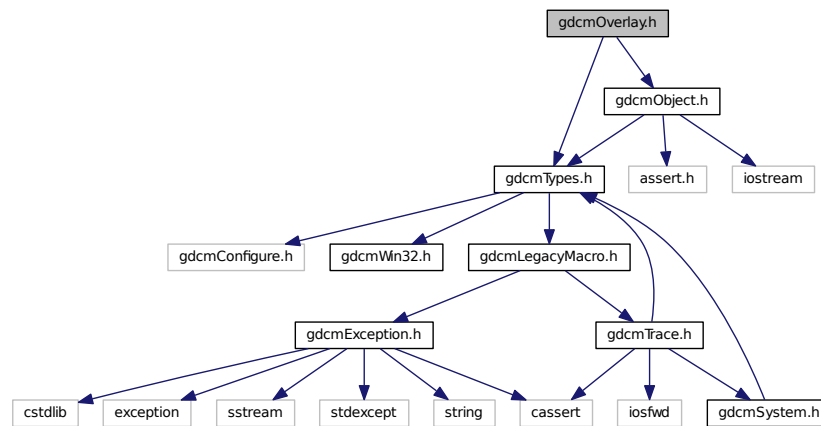 gdcmOverlay.h
gdcmObject.h
gdcmTypes.h
assert.h
iostream
gdcmConfigure.h
gdcmWin32.h
gdcmLegacyMacro.h
gdcmException.h
gdcmTrace.h
cstdlib
exception
sstream
stdexcept
string
cassert
iosfwd
gdcmSystem.h